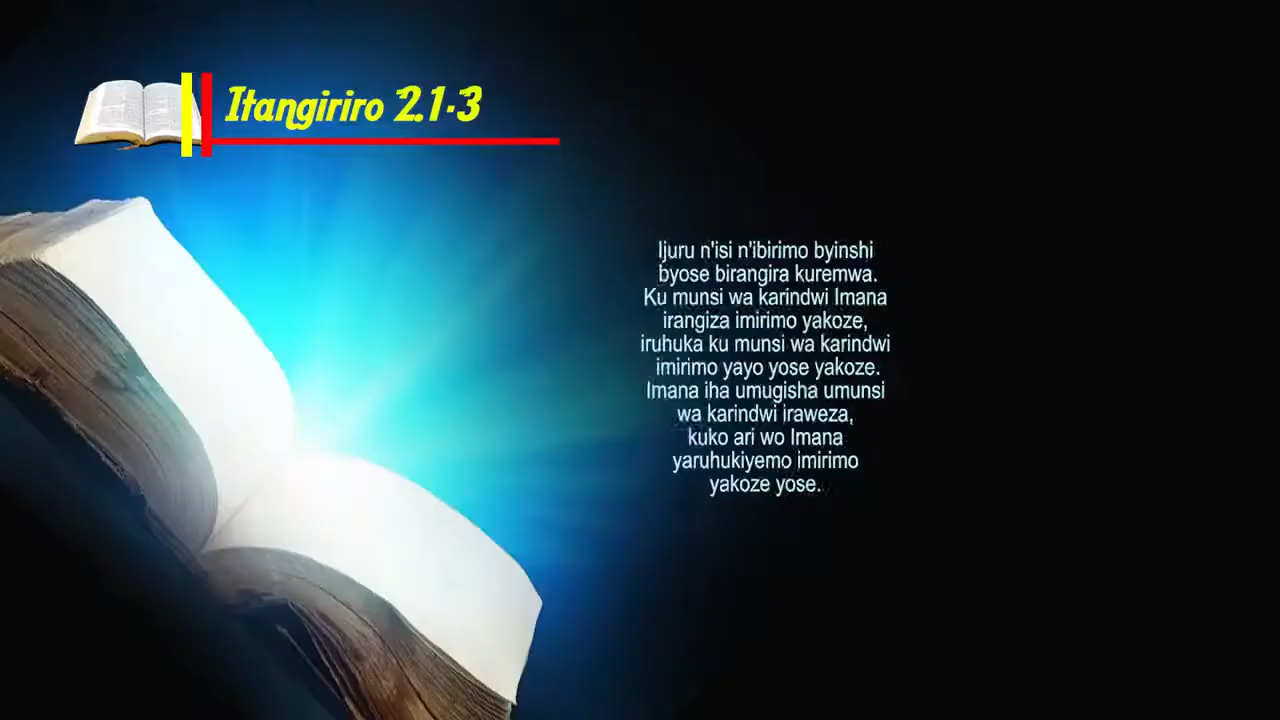 Itangiriro 2.1-3
Ijuru n'isi n'ibirimo byinshi
byose birangira kuremwa.
Ku munsi wa karindwi Imana
irangiza imirimo yakoze,
iruhuka ku munsi wa karindwi
imirimo yayo yose yakoze.
Imana iha umugisha umunsi
wa karindwi iraweza,
kuko ari wo Imana
yaruhukiyemo imirimo
yakoze yose.